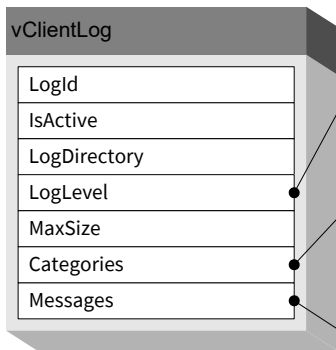 vClientLog
LogId
IsActive
LogDirectory
LogLevel
MaxSize
Categories
Messages